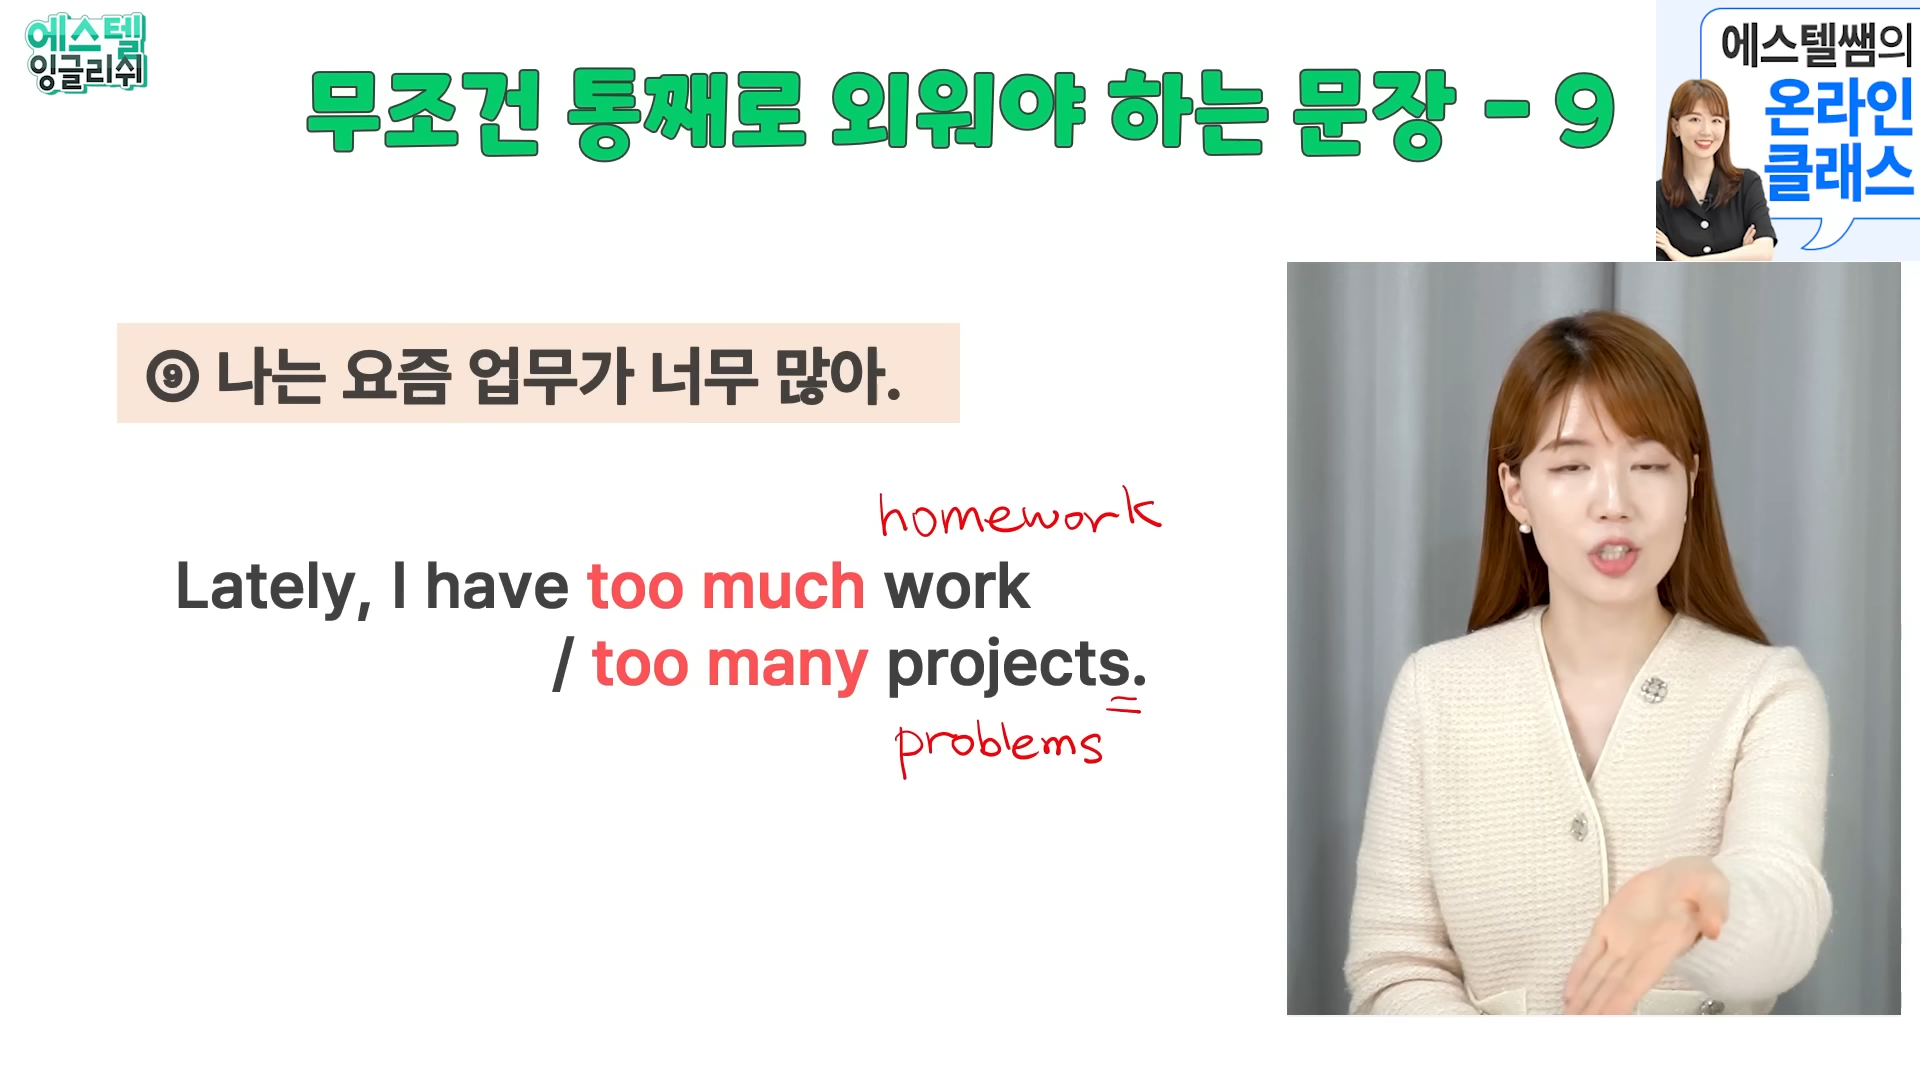 에스텔
잉글리쉬
무조건 통째로 외워야 하는 문장 - 9
에스텔쌤의
온라인
클래스
⑨ 나는 요즘 업무가 너무 많아.
homework
Lately, I have too much work
/ too many projects.
problems